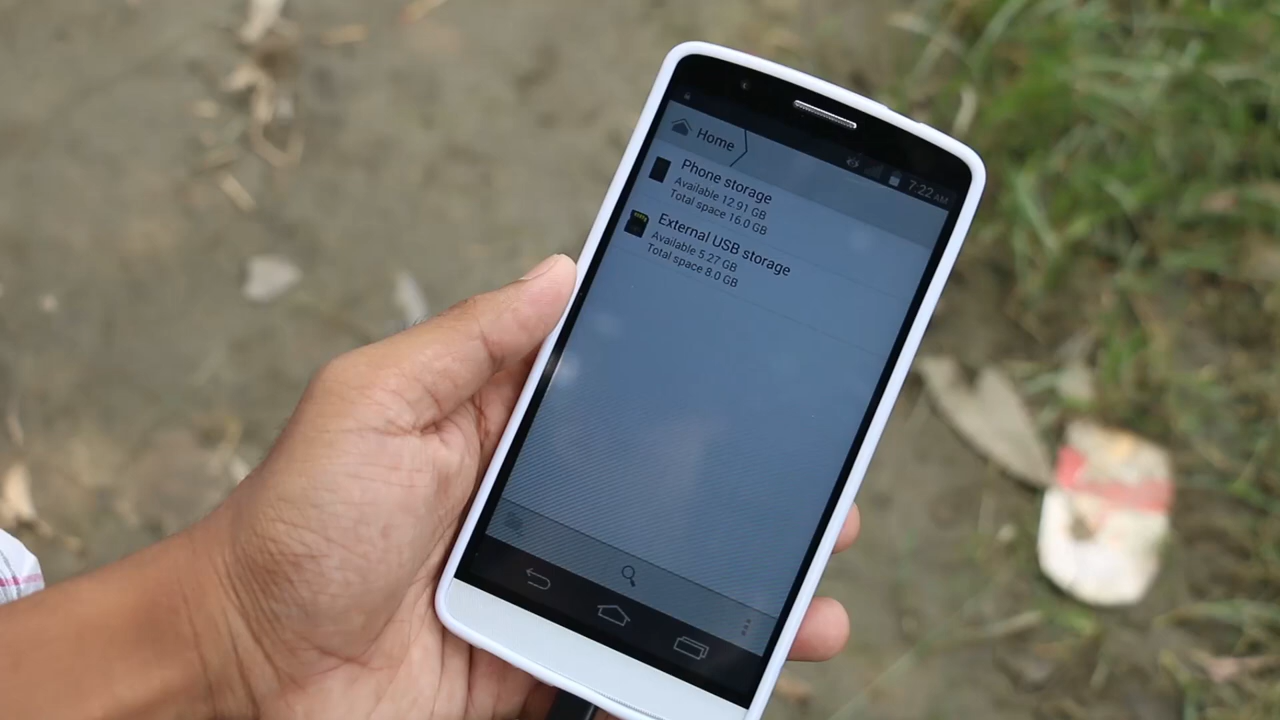 7:22 AM
Home
Phone storage
Available 12.91 GB
Total space 16.0 GB
External USB storage
Available 5.27 GB
Total space 8.0 GB